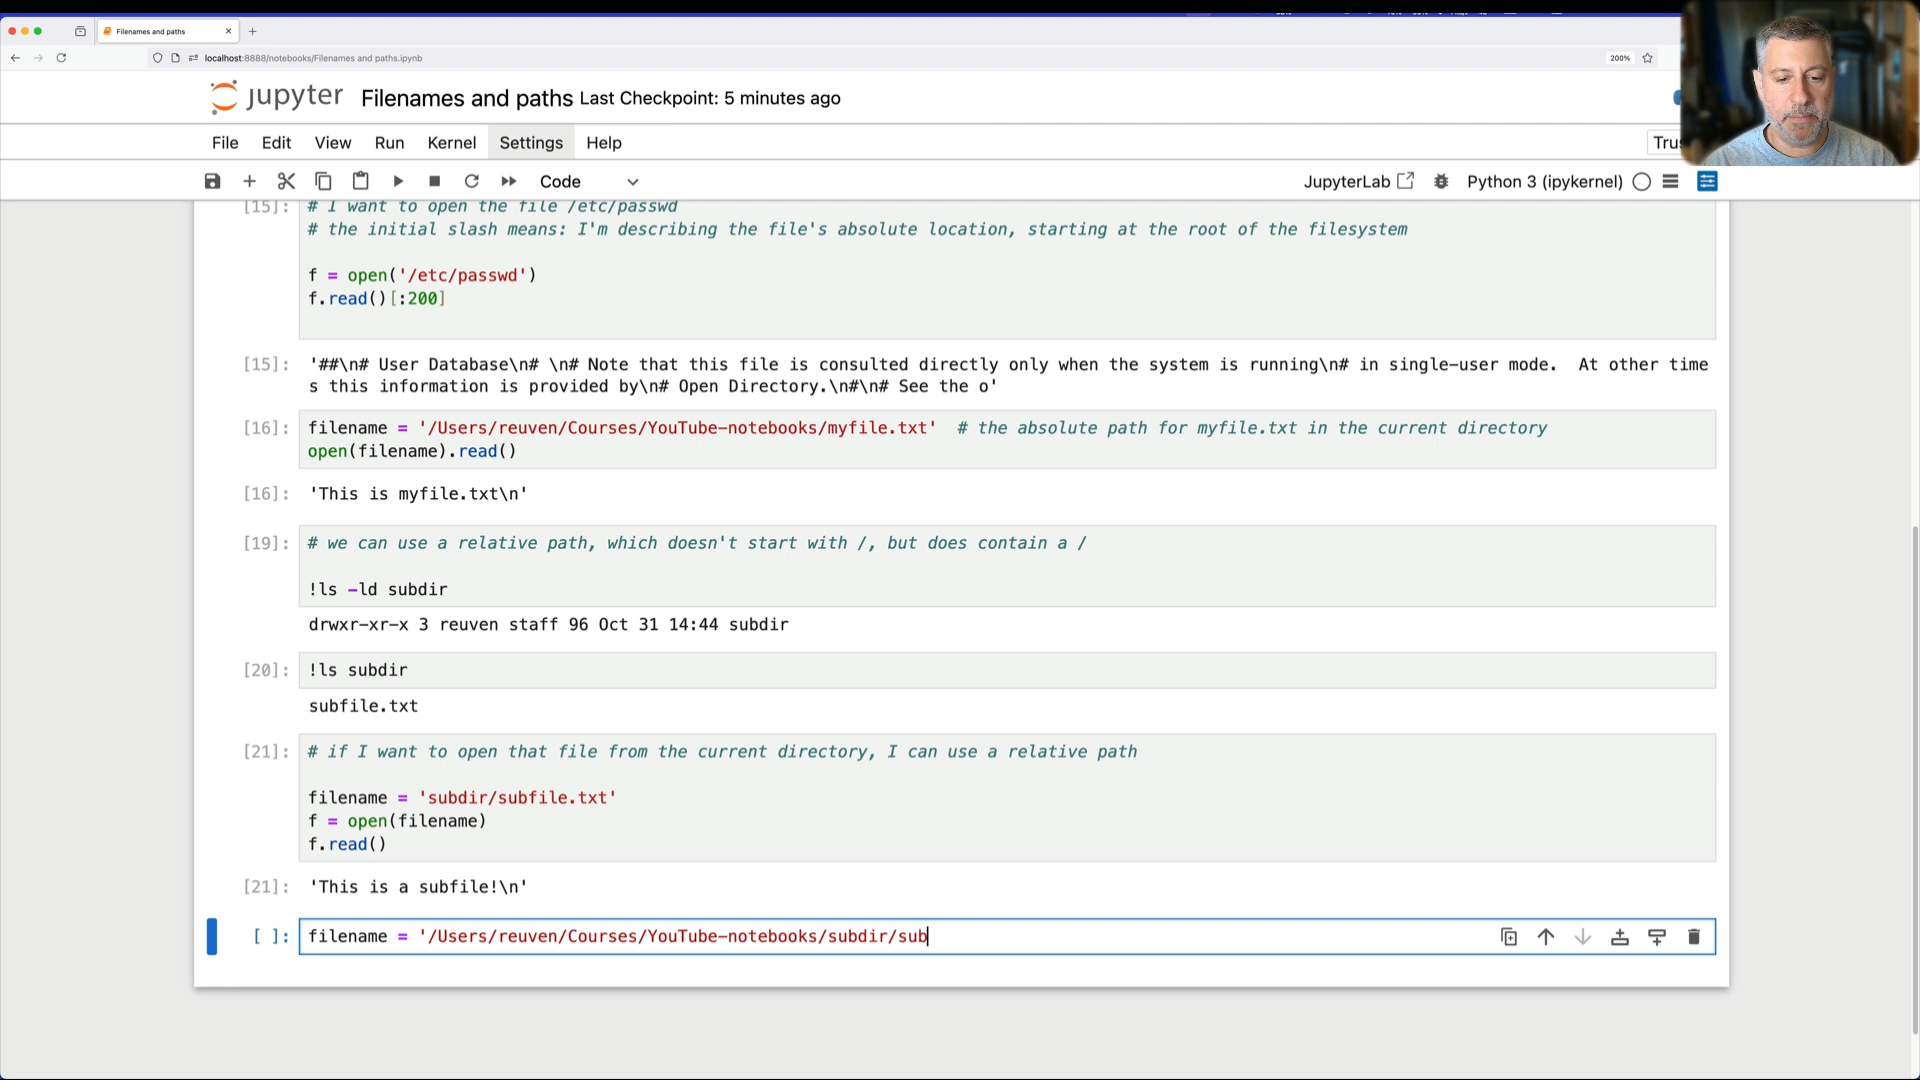 Filenames and paths
localhost:8888/notebooks/Filenames and paths.ipynb
200%
jupyter Filenames and paths Last Checkpoint: 5 minutes ago
File Edit View Run Kernel Settings Help
Code
JupyterLab
Python 3 (ipykernel)
[15]: # I want to open the file /etc/passwd
# the initial slash means: I'm describing the file's absolute location, starting at the root of the filesystem
f = open('/etc/passwd')
f.read()[:200]
[15]: '##\n# User Database\n# \n# Note that this file is consulted directly only when the system is running\n# in single-user mode.  At other time
s this information is provided by\n# Open Directory.\n#\n# See the o'
[16]: filename = '/Users/reuven/Courses/YouTube-notebooks/myfile.txt'  # the absolute path for myfile.txt in the current directory
open(filename).read()
[16]: 'This is myfile.txt\n'
[19]: # we can use a relative path, which doesn't start with /, but does contain a /
!ls -ld subdir
drwxr-xr-x 3 reuven staff 96 Oct 31 14:44 subdir
[20]: !ls subdir
subfile.txt
[21]: # if I want to open that file from the current directory, I can use a relative path
filename = 'subdir/subfile.txt'
f = open(filename)
f.read()
[21]: 'This is a subfile!\n'
[ ]: filename = '/Users/reuven/Courses/YouTube-notebooks/subdir/sub